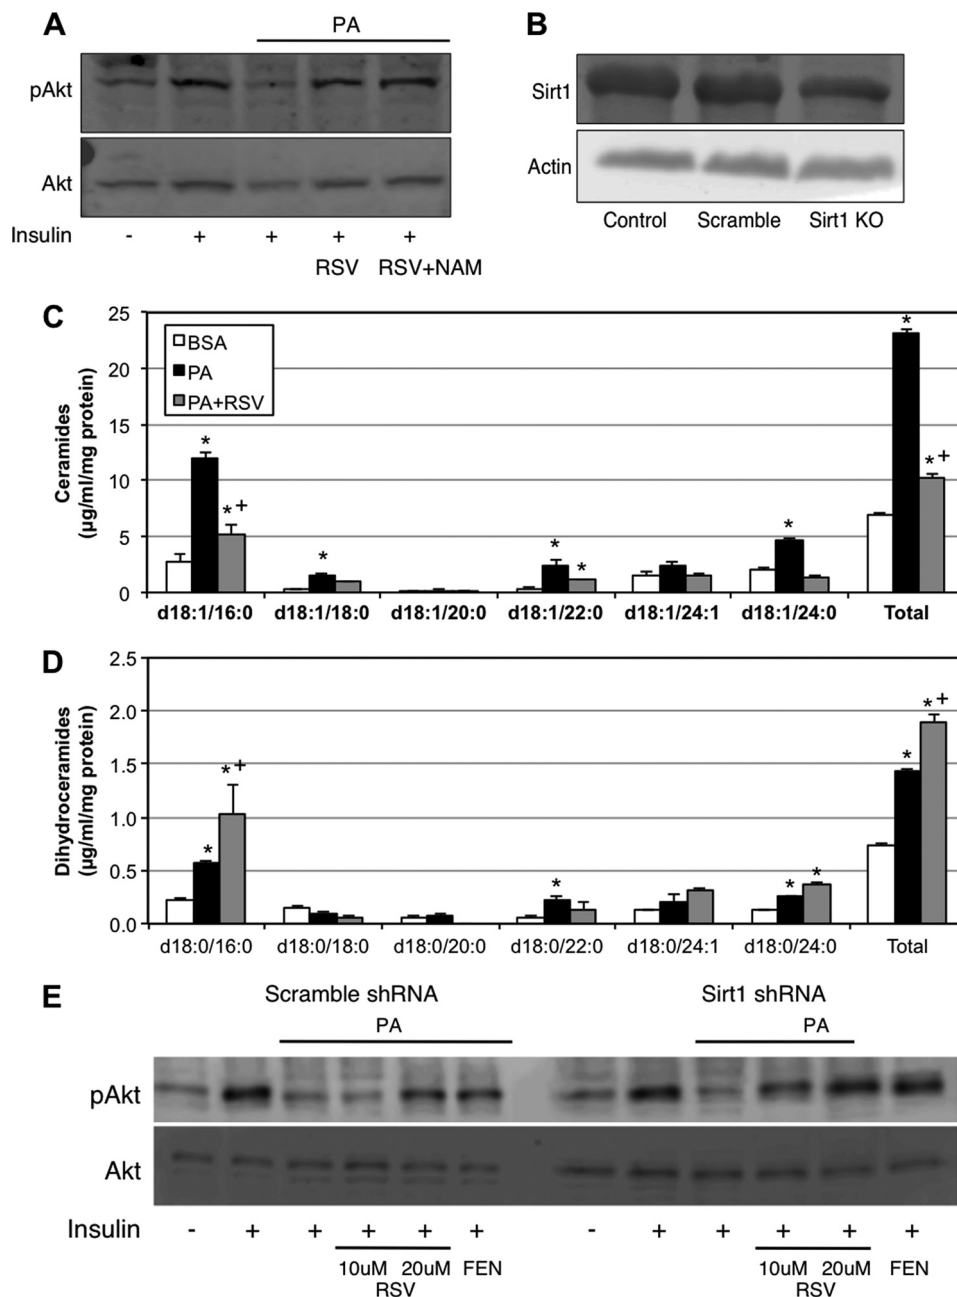 A
PA
pAkt
Akt
Insulin - + + + +
RSV RSV+NAM
B
Sirt1
Actin
Control Scramble Sirt1 KO
C
Ceramides
(µg/ml/mg protein)
25
20
15
10
5
0
BSA
PA
PA+RSV
*
*+
*
*
*
*
*
*+
d18:1/16:0 d18:1/18:0 d18:1/20:0 d18:1/22:0 d18:1/24:1 d18:1/24:0 Total
D
Dihydroceramides
(µg/ml/mg protein)
2.5
2.0
1.5
1.0
0.5
0.0
*
*+
*
*
*
*
*+
d18:0/16:0 d18:0/18:0 d18:0/20:0 d18:0/22:0 d18:0/24:1 d18:0/24:0 Total
E
Scramble shRNA Sirt1 shRNA
PA PA
pAkt
Akt
Insulin - + + + + + - + + + + +
10uM 20uM FEN 10uM 20uM FEN
RSV RSV